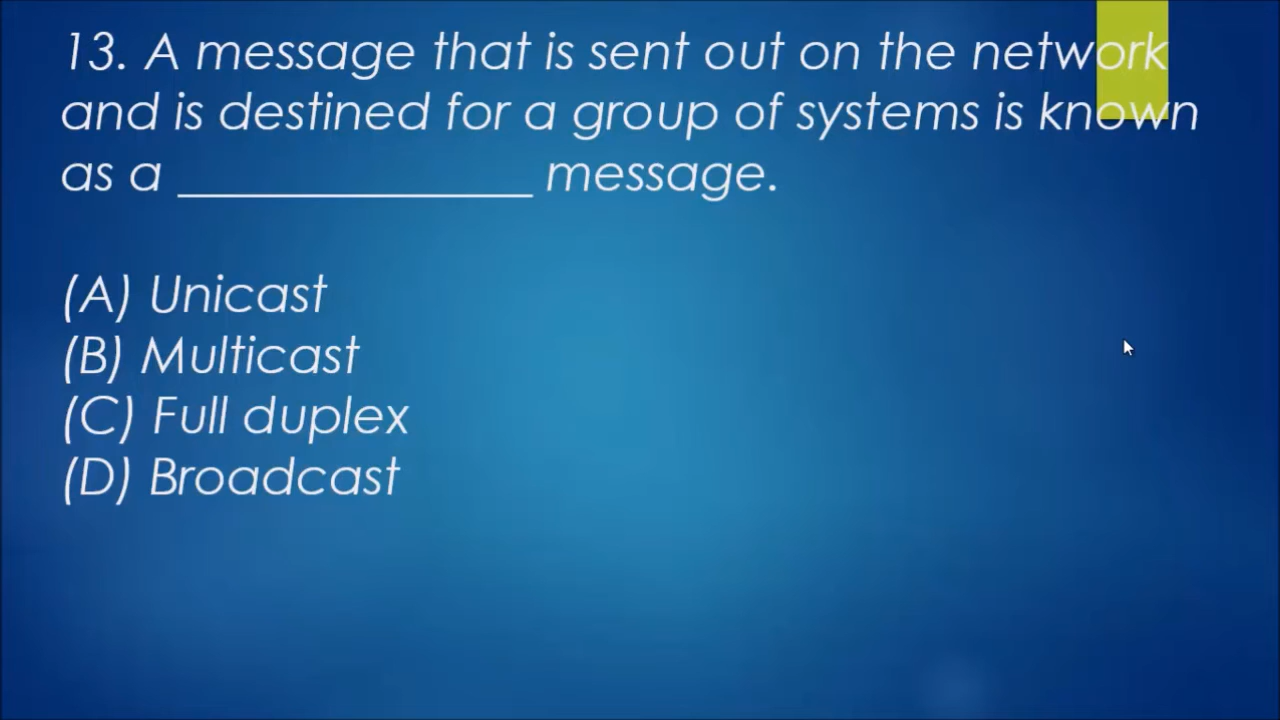 13. A message that is sent out on the network
and is destined for a group of systems is known
as a ______________ message.
(A) Unicast
(B) Multicast
(C) Full duplex
(D) Broadcast